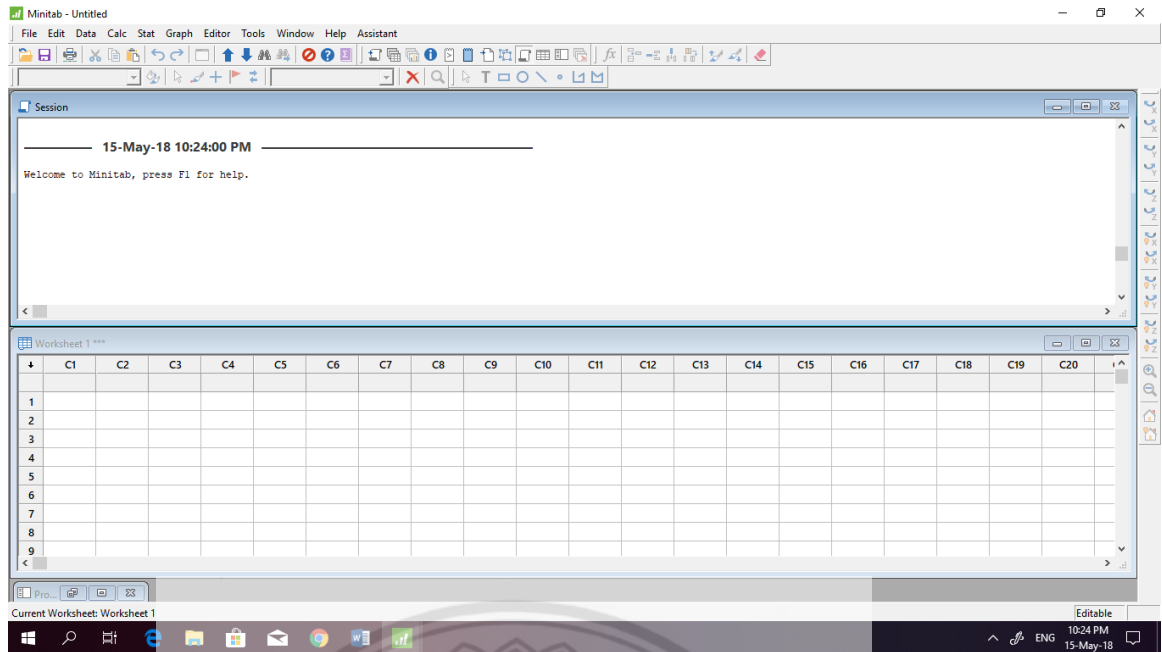 Minitab - Untitled
File Edit Data Calc Stat Graph Editor Tools Window Help Assistant
Session
15-May-18 10:24:00 PM
Welcome to Minitab, press F1 for help.
Worksheet 1 ***
C1 C2 C3 C4 C5 C6 C7 C8 C9 C10 C11 C12 C13 C14 C15 C16 C17 C18 C19 C20
1
2
3
4
5
6
7
8
9
Pro...
Current Worksheet: Worksheet 1 Editable
ENG 10:24 PM
15-May-18